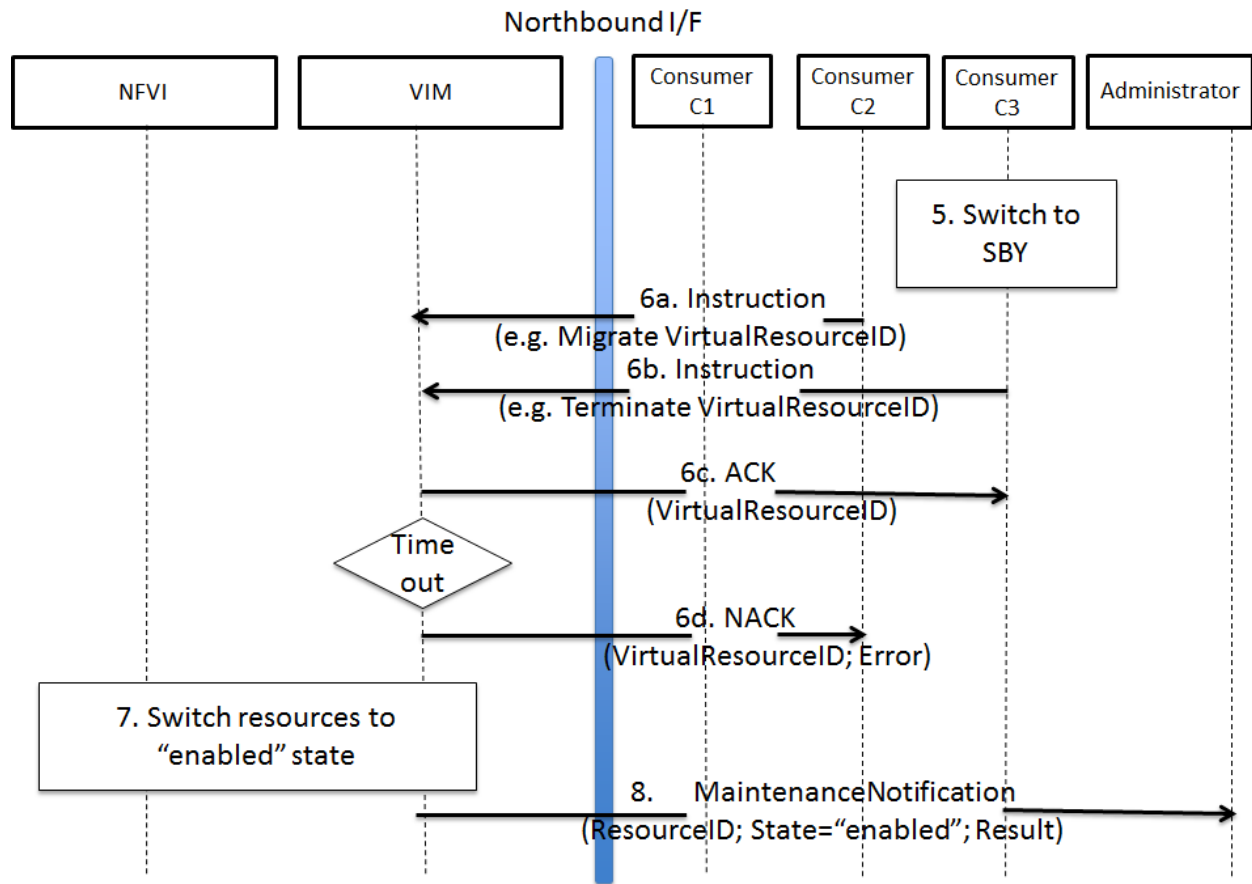 Northbound I/F
NFVI
VIM
Consumer
C1
Consumer
C2
Consumer
C3
Administrator
5. Switch to
SBY
6a. Instruction
(e.g. Migrate VirtualResourceID)
6b. Instruction
(e.g. Terminate VirtualResourceID)
6c. ACK
(VirtualResourceID)
Time
out
6d. NACK
(VirtualResourceID; Error)
7. Switch resources to
“enabled” state
8. MaintenanceNotification
(ResourceID; State=“enabled”; Result)